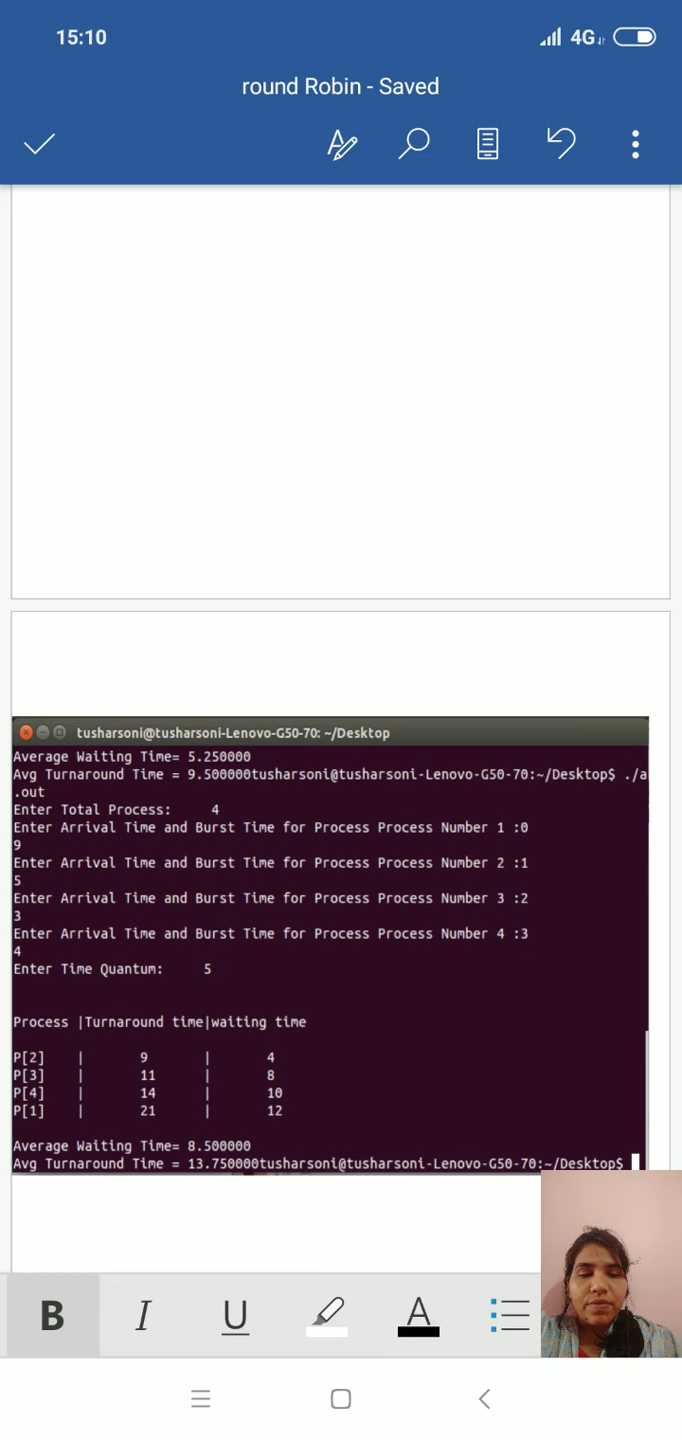 15:10
4G
round Robin - Saved
tusharsoni@tusharsoni-Lenovo-G50-70: ~/Desktop
Average Waiting Time= 5.250000
Avg Turnaround Time = 9.500000tusharsoni@tusharsoni-Lenovo-G50-70:~/Desktop$ ./a
.out
Enter Total Process: 4
Enter Arrival Time and Burst Time for Process Process Number 1 :0
9
Enter Arrival Time and Burst Time for Process Process Number 2 :1
5
Enter Arrival Time and Burst Time for Process Process Number 3 :2
3
Enter Arrival Time and Burst Time for Process Process Number 4 :3
4
Enter Time Quantum: 5
Process |Turnaround time|waiting time
P[2] | 9 | 4
P[3] | 11 | 8
P[4] | 14 | 10
P[1] | 21 | 12
Average Waiting Time= 8.500000
Avg Turnaround Time = 13.750000tusharsoni@tusharsoni-Lenovo-G50-70:~/Desktop$
B I U A